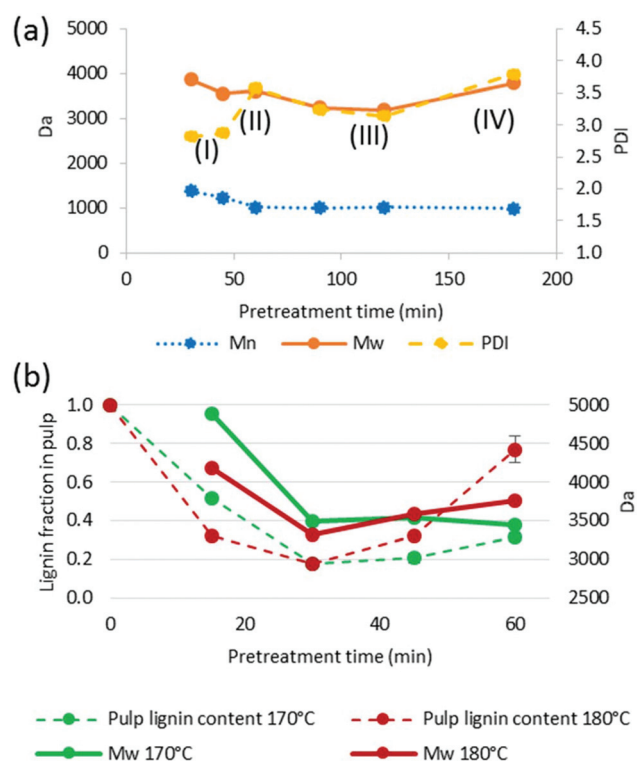 (a)
5000 4.5
4000 4.0
3000 3.5
2000 3.0
1000 2.5
0 2.0
1.5
1.0
Da
PDI
(I) (II) (III) (IV)
0 50 100 150 200
Pretreatment time (min)
Mn Mw PDI
(b)
1.0 5000
0.8 4500
0.6 4000
0.4 3500
0.2 3000
0.0 2500
Lignin fraction in pulp
Da
0 20 40 60
Pretreatment time (min)
Pulp lignin content 170°C Pulp lignin content 180°C
Mw 170°C Mw 180°C